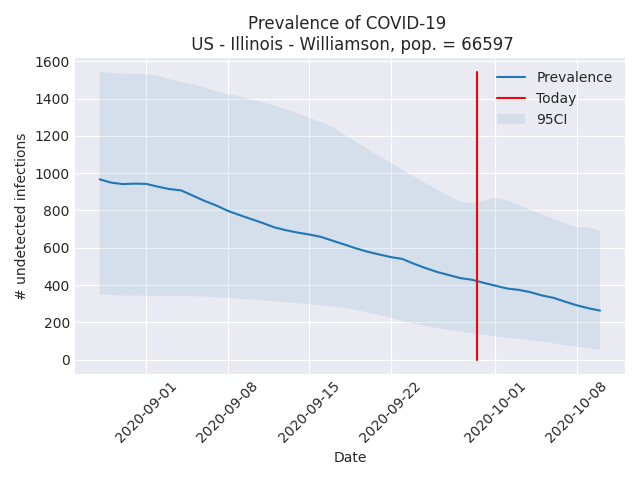 Prevalence of COVID-19
US - Illinois - Williamson, pop. = 66597
# undetected infections
1600
1400
1200
1000
800
600
400
200
0
Prevalence
Today
95CI
2020-09-01
2020-09-08
2020-09-15
2020-09-22
2020-10-01
2020-10-08
Date